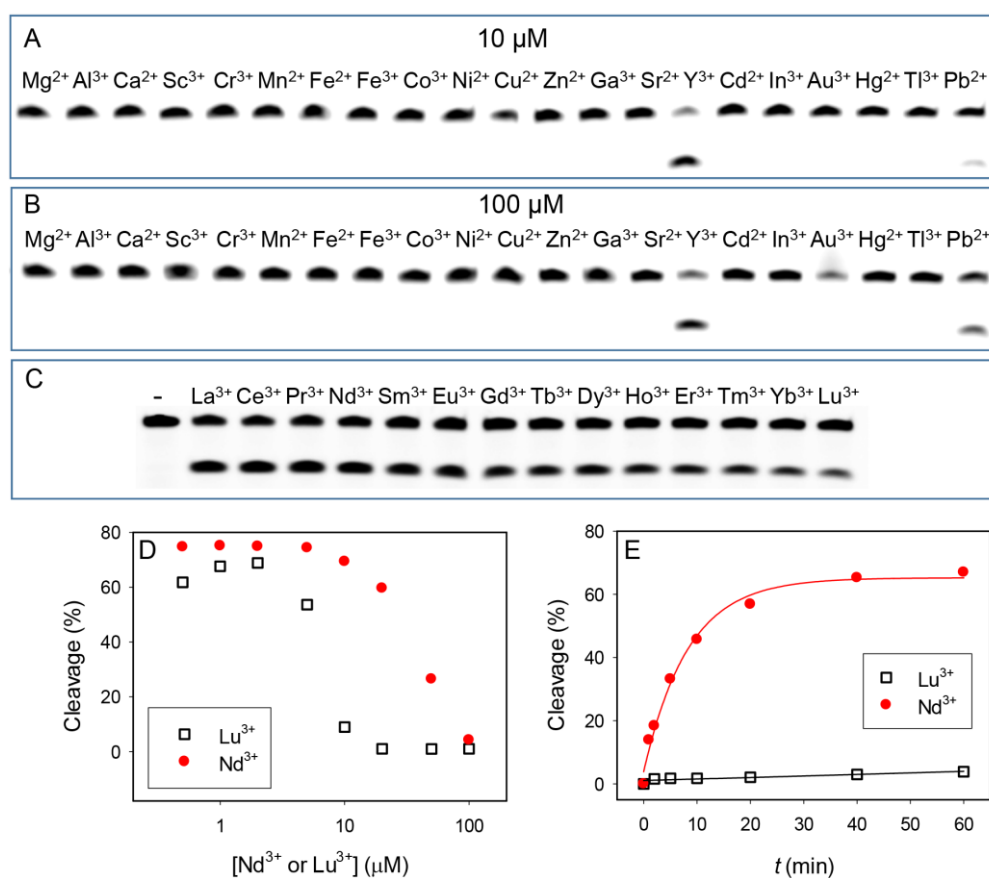 A
10 µM
Mg²⁺ Al³⁺ Ca²⁺ Sc³⁺ Cr³⁺ Mn²⁺ Fe²⁺ Fe³⁺ Co³⁺ Ni²⁺ Cu²⁺ Zn²⁺ Ga³⁺ Sr²⁺ Y³⁺ Cd²⁺ In³⁺ Au³⁺ Hg²⁺ Tl³⁺ Pb²⁺
B
100 µM
Mg²⁺ Al³⁺ Ca²⁺ Sc³⁺ Cr³⁺ Mn²⁺ Fe²⁺ Fe³⁺ Co³⁺ Ni²⁺ Cu²⁺ Zn²⁺ Ga³⁺ Sr²⁺ Y³⁺ Cd²⁺ In³⁺ Au³⁺ Hg²⁺ Tl³⁺ Pb²⁺
C
- La³⁺ Ce³⁺ Pr³⁺ Nd³⁺ Sm³⁺ Eu³⁺ Gd³⁺ Tb³⁺ Dy³⁺ Ho³⁺ Er³⁺ Tm³⁺ Yb³⁺ Lu³⁺
D
Cleavage (%)
80
60
40
20
0
Lu³⁺
Nd³⁺
1 10 100
[Nd³⁺ or Lu³⁺] (µM)
E
Cleavage (%)
80
60
40
20
0
Lu³⁺
Nd³⁺
0 10 20 30 40 50 60
t (min)